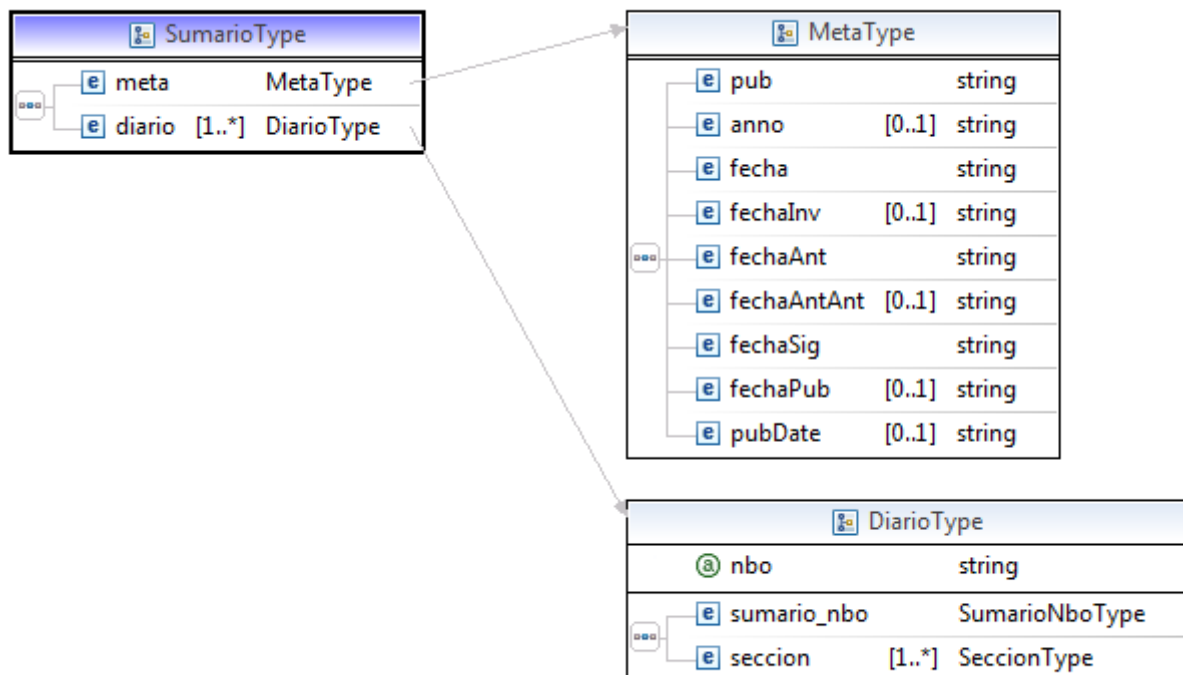 SumarioType
meta MetaType
diario [1..*] DiarioType
MetaType
pub string
anno [0..1] string
fecha string
fechaInv [0..1] string
fechaAnt string
fechaAntAnt [0..1] string
fechaSig string
fechaPub [0..1] string
pubDate [0..1] string
DiarioType
nbo string
sumario_nbo SumarioNboType
seccion [1..*] SeccionType